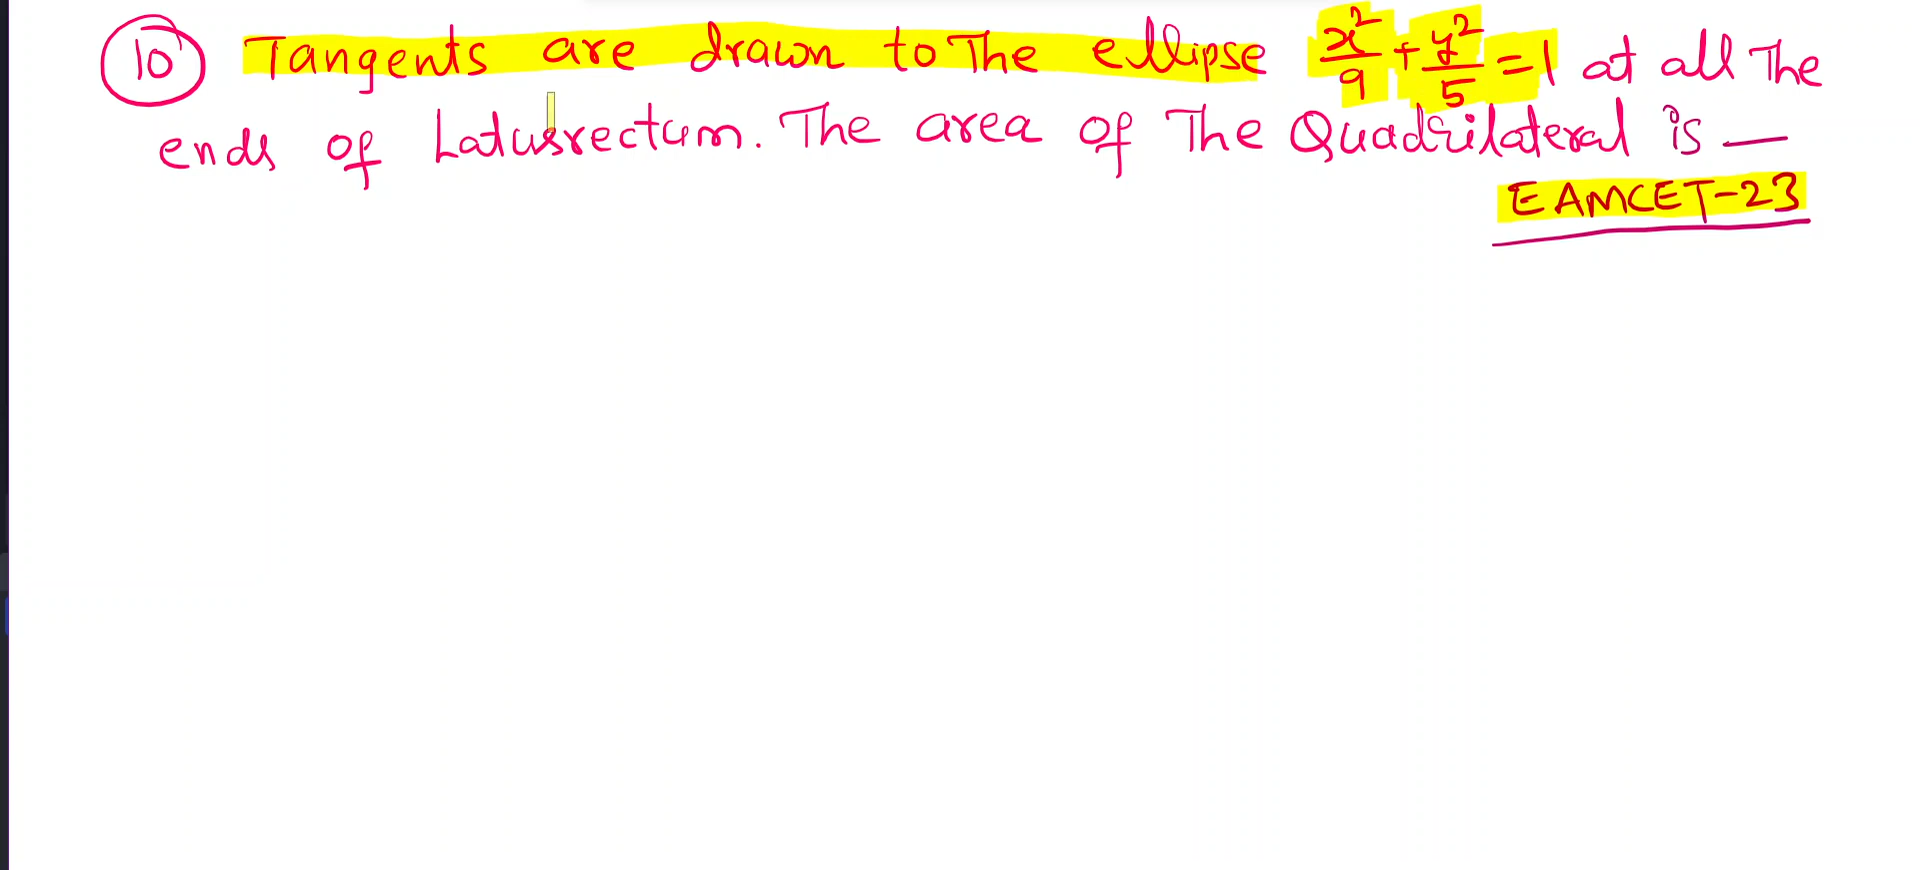 10 Tangents are drawn to The ellipse x²/9 + y²/5 = 1 at all The
ends of Latusrectum. The area of The Quadrilateral is —
EAMCET-23